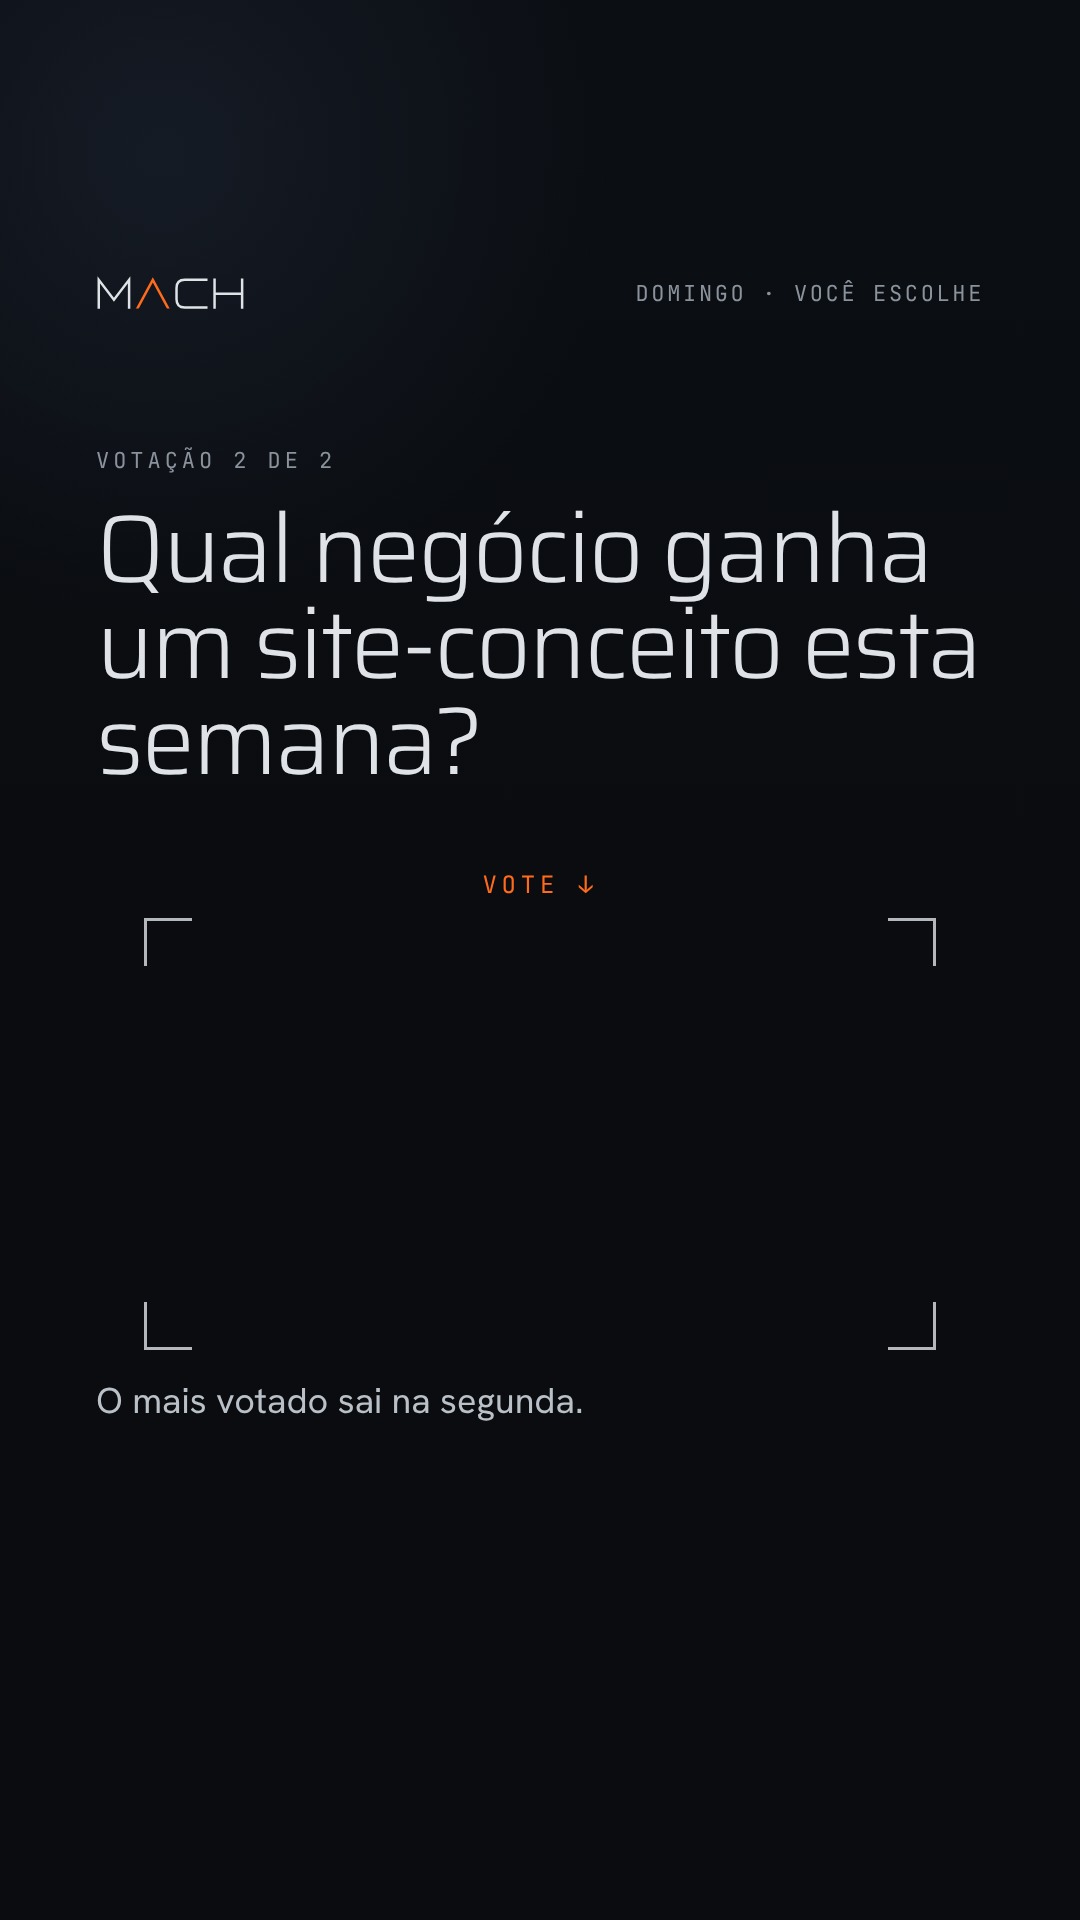 MACH
DOMINGO · VOCÊ ESCOLHE
VOTAÇÃO 2 DE 2
Qual negócio ganha
um site-conceito esta
semana?
VOTE ↓
O mais votado sai na segunda.